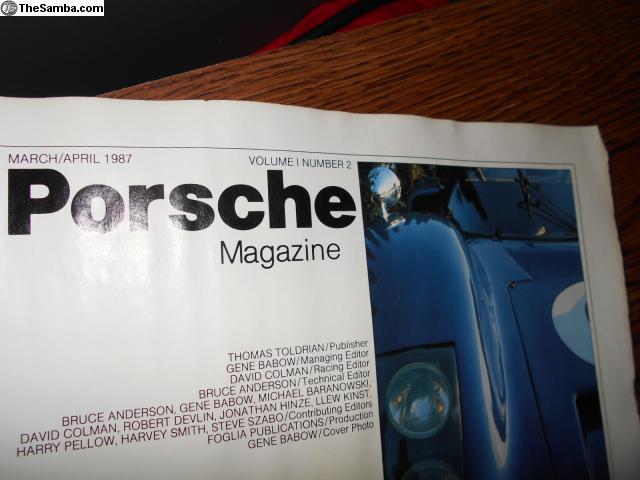 TheSamba.com
MARCH/APRIL 1987
VOLUME I NUMBER 2
Porsche
Magazine
THOMAS TOLDRIAN/Publisher
GENE BABOW/Managing Editor
DAVID COLMAN/Racing Editor
BRUCE ANDERSON/Technical Editor
BRUCE ANDERSON, GENE BABOW, MICHAEL BARANOWSKI,
DAVID COLMAN, ROBERT DEVLIN, JONATHAN HINZE, LLEW KINST,
HARRY PELLOW, HARVEY SMITH, STEVE SZABO/Contributing Editors
FOGLIA PUBLICATIONS/Production
GENE BABOW/Cover Photo